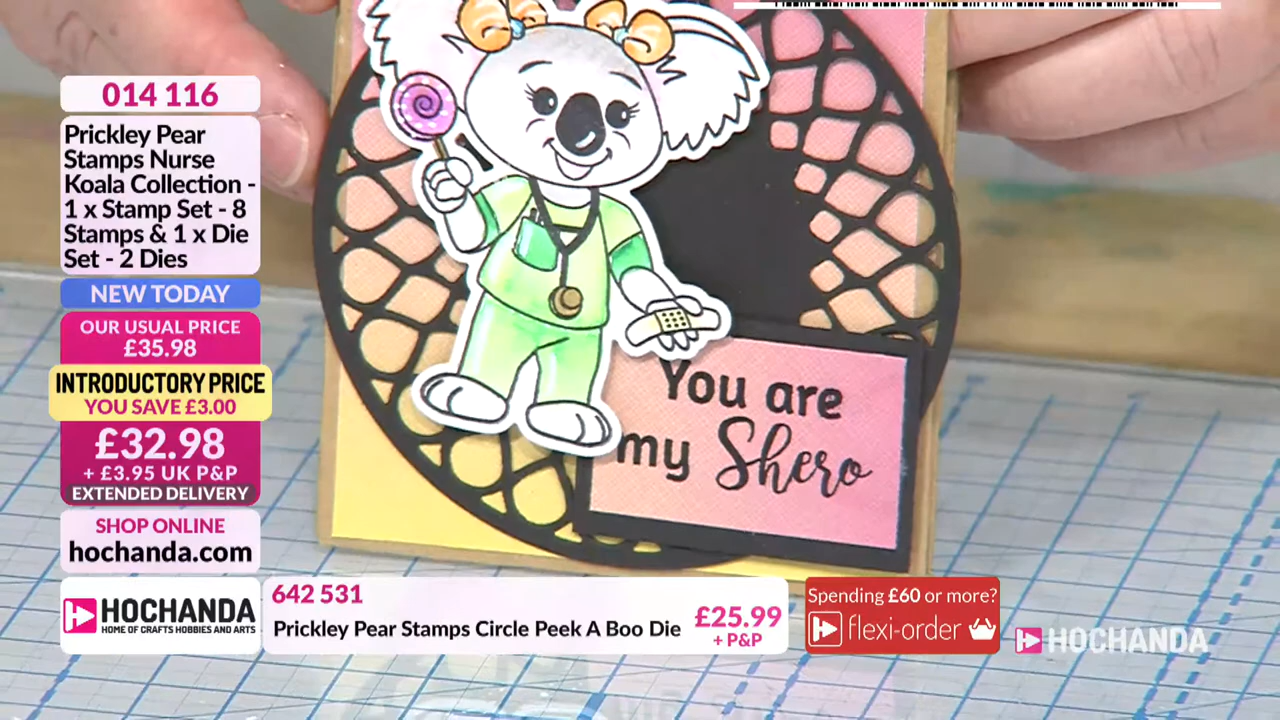 014 116
Prickley Pear
Stamps Nurse
Koala Collection -
1 x Stamp Set - 8
Stamps & 1 x Die
Set - 2 Dies
NEW TODAY
OUR USUAL PRICE
£35.98
INTRODUCTORY PRICE
YOU SAVE £3.00
£32.98
+ £3.95 UK P&P
EXTENDED DELIVERY
SHOP ONLINE
hochanda.com
HOCHANDA
HOME OF CRAFTS HOBBIES AND ARTS
642 531
Prickley Pear Stamps Circle Peek A Boo Die
£25.99
+ P&P
Spending £60 or more?
flexi-order
HOCHANDA
You are
my Shero